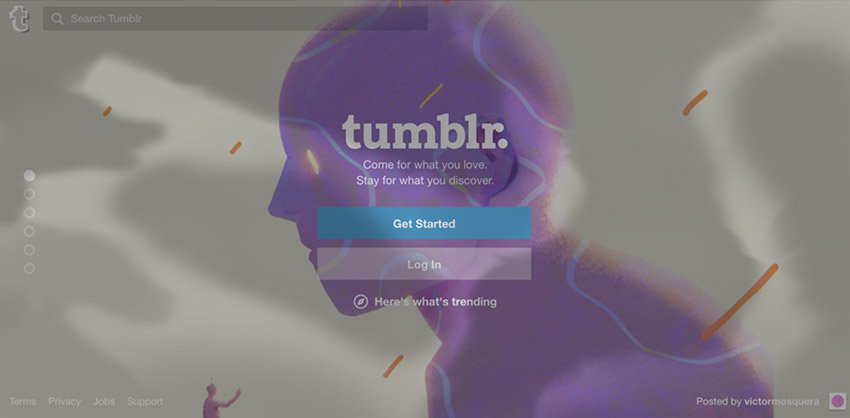 t
Search Tumblr
tumblr.
Come for what you love.
Stay for what you discover.
Get Started
Log In
Here's what's trending
Terms Privacy Jobs Support
Posted by victormosquera